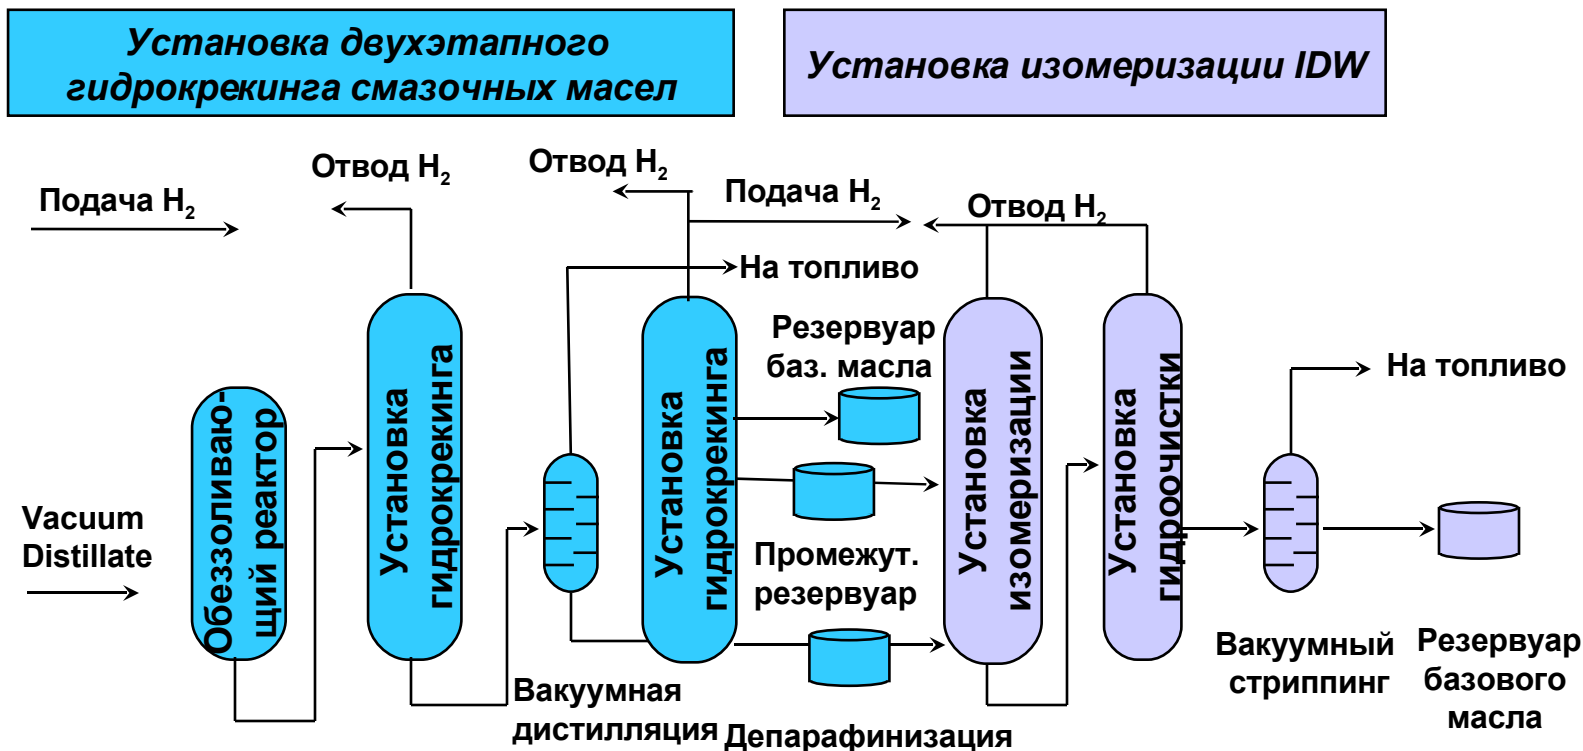 Установка двухэтапного
гидрокрекинга смазочных масел
Установка изомеризации IDW
Подача H₂
Отвод H₂
Отвод H₂
Подача H₂
Отвод H₂
На топливо
Резервуар
баз. масла
На топливо
Vacuum
Distillate
Обеззоливаю-
щий реактор
Установка
гидрокрекинга
Установка
гидрокрекинга
Установка
изомеризации
Установка
гидроочистки
Промежут.
резервуар
Вакуумная
дистилляция
Депарафинизация
Вакуумный
стриппинг
Резервуар
базового
масла